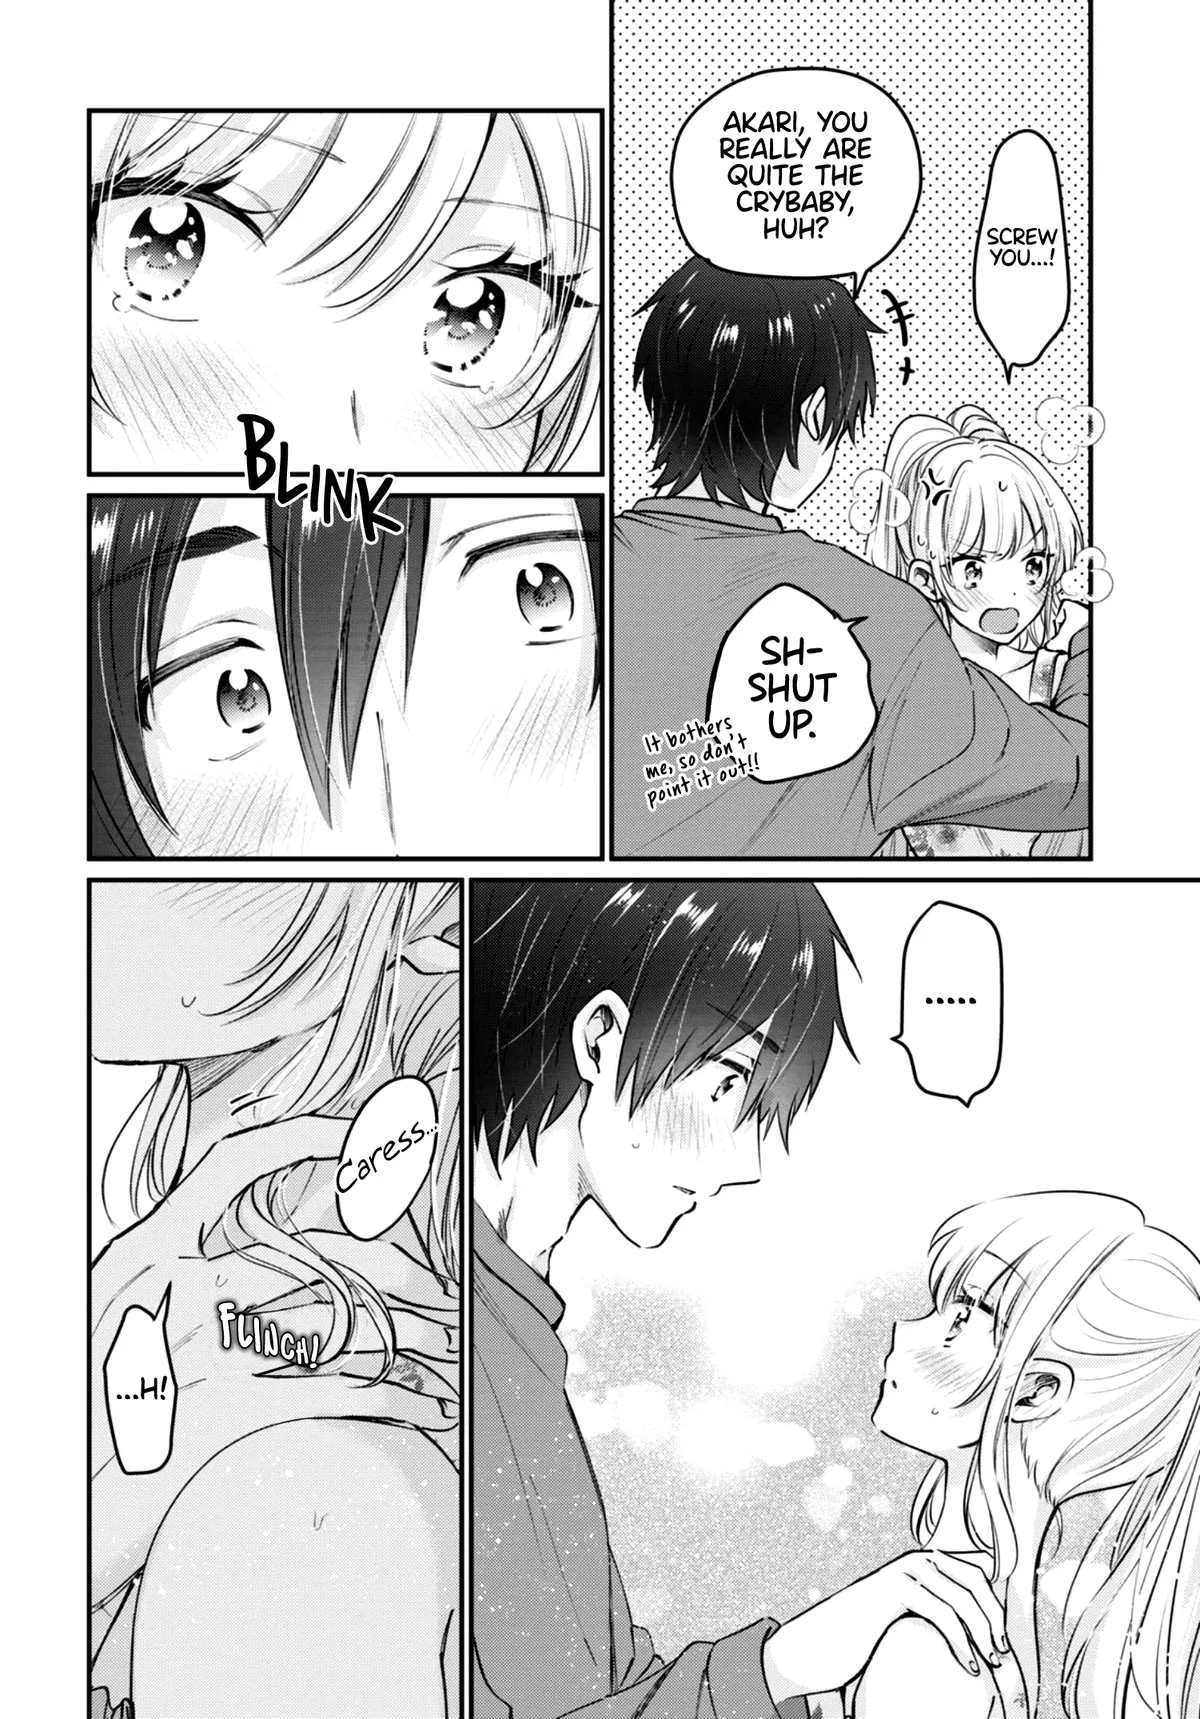 SCREW
YOU...!
AKARI, YOU
REALLY ARE
QUITE THE
CRYBABY,
HUH?
SH-
SHUT
UP.
It bothers
me, so don't
point it out!!
BLINK
.....
Caress...
FLINCH!
...H!